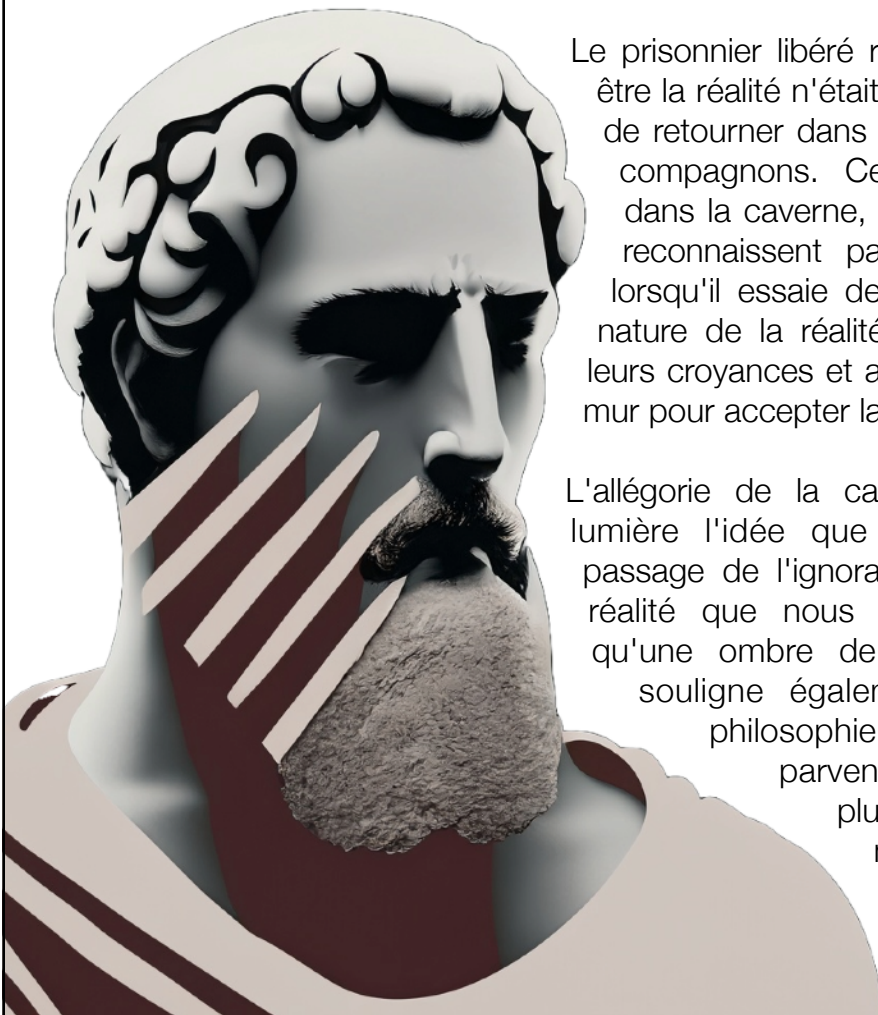 Le prisonnier libéré
être la réalité n'était
de retourner dans
compagnons. Ce
dans la caverne,
reconnaissent pa
lorsqu'il essaie de
nature de la réalité
leurs croyances et a
mur pour accepter la

L'allégorie de la ca
lumière l'idée que
passage de l'ignora
réalité que nous
qu'une ombre de
souligne égaler
philosophie
parven
plu